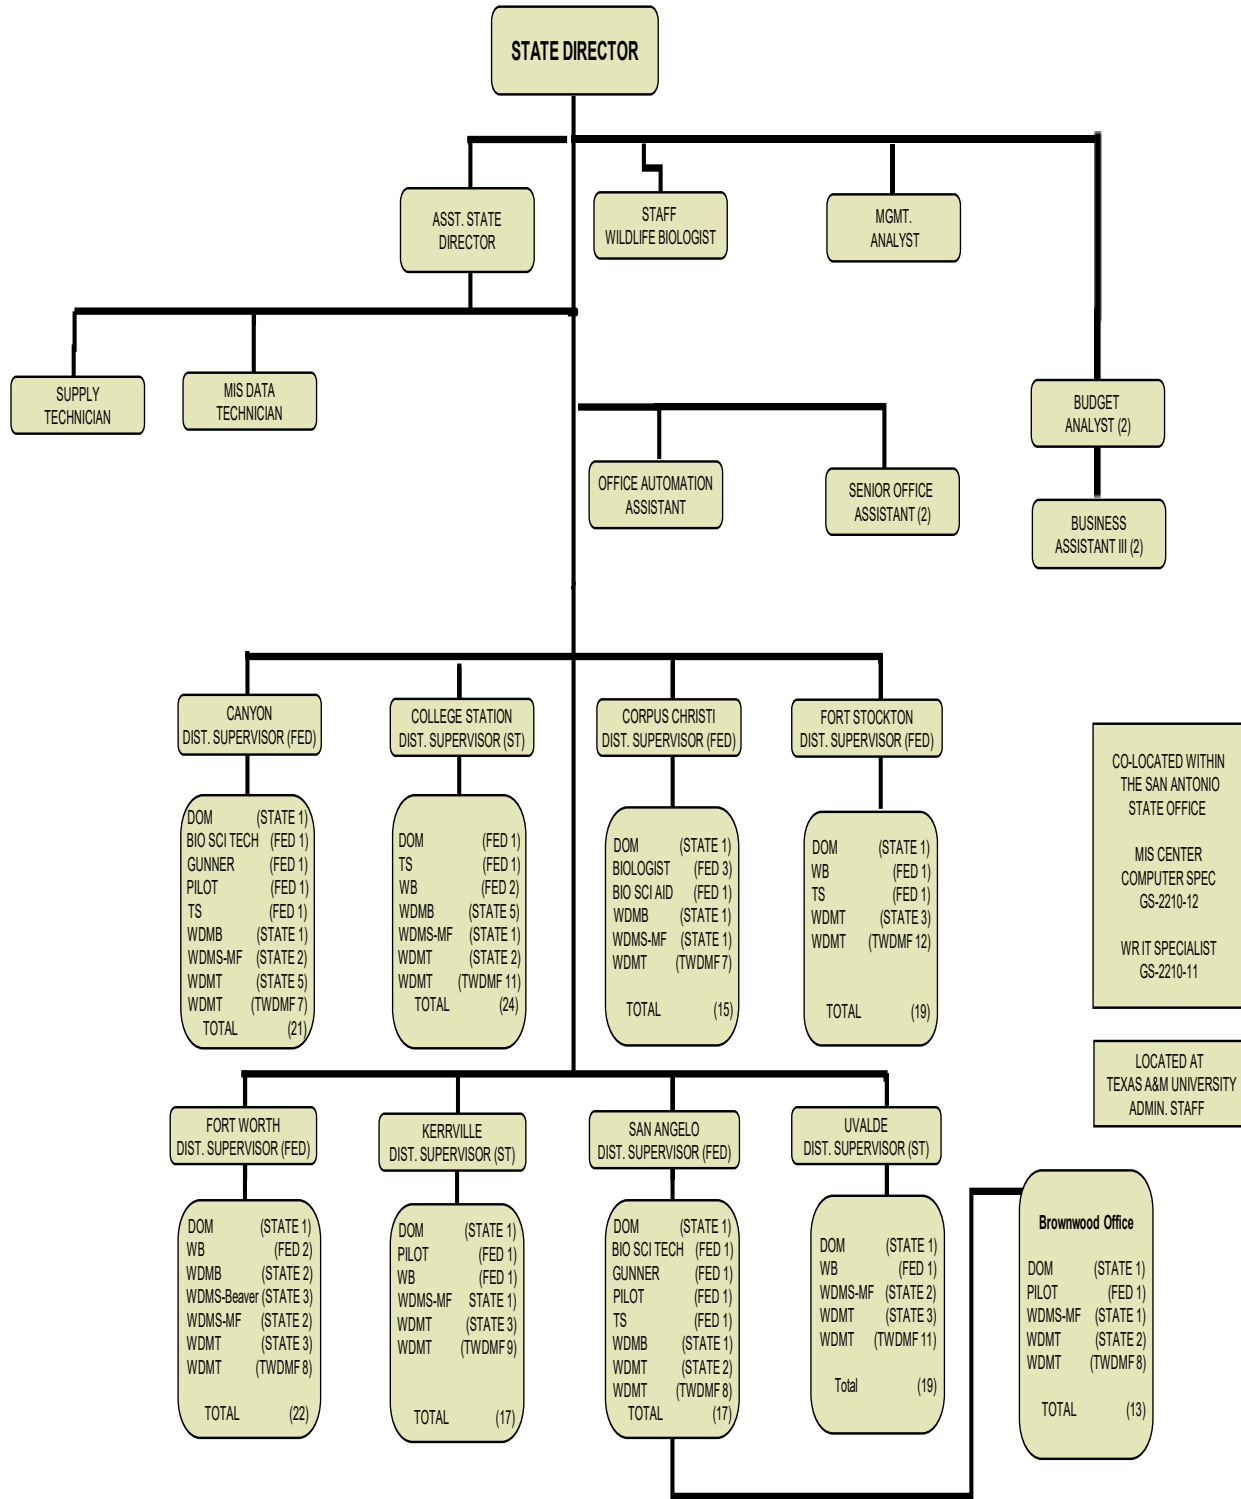 STATE DIRECTOR
ASST. STATE
DIRECTOR
STAFF
WILDLIFE BIOLOGIST
MGMT.
ANALYST
SUPPLY
TECHNICIAN
MIS DATA
TECHNICIAN
BUDGET
ANALYST (2)
OFFICE AUTOMATION
ASSISTANT
SENIOR OFFICE
ASSISTANT (2)
BUSINESS
ASSISTANT III (2)
CANYON
DIST. SUPERVISOR (FED)
DOM (STATE 1)
BIO SCI TECH (FED 1)
GUNNER (FED 1)
PILOT (FED 1)
TS (FED 1)
WDMB (STATE 1)
WDMS-MF (STATE 2)
WDMT (STATE 5)
WDMT (TWDMF 7)
TOTAL (21)
COLLEGE STATION
DIST. SUPERVISOR (ST)
DOM (FED 1)
TS (FED 1)
WB (FED 2)
WDMB (STATE 5)
WDMS-MF (STATE 1)
WDMT (STATE 2)
WDMT (TWDMF 11)
TOTAL (24)
CORPUS CHRISTI
DIST. SUPERVISOR (FED)
DOM (STATE 1)
BIOLOGIST (FED 3)
BIO SCI AID (FED 1)
WDMB (STATE 1)
WDMS-MF (STATE 1)
WDMT (TWDMF 7)
TOTAL (15)
FORT STOCKTON
DIST. SUPERVISOR (FED)
DOM (STATE 1)
WB (FED 1)
TS (FED 1)
WDMT (STATE 3)
WDMT (TWDMF 12)
TOTAL (19)
CO-LOCATED WITHIN
THE SAN ANTONIO
STATE OFFICE
MIS CENTER
COMPUTER SPEC
GS-2210-12
WR IT SPECIALIST
GS-2210-11
LOCATED AT
TEXAS A&M UNIVERSITY
ADMIN. STAFF
FORT WORTH
DIST. SUPERVISOR (FED)
DOM (STATE 1)
WB (FED 2)
WDMB (STATE 2)
WDMS-Beaver (STATE 3)
WDMS-MF (STATE 2)
WDMT (STATE 3)
WDMT (TWDMF 8)
TOTAL (22)
KERRVILLE
DIST. SUPERVISOR (ST)
DOM (STATE 1)
PILOT (FED 1)
WB (FED 1)
WDMS-MF STATE 1)
WDMT (STATE 3)
WDMT (TWDMF 9)
TOTAL (17)
SAN ANGELO
DIST. SUPERVISOR (FED)
DOM (STATE 1)
BIO SCI TECH (FED 1)
GUNNER (FED 1)
PILOT (FED 1)
TS (FED 1)
WDMB (STATE 1)
WDMT (STATE 2)
WDMT (TWDMF 8)
TOTAL (17)
UVALDE
DIST. SUPERVISOR (ST)
DOM (STATE 1)
WB (FED 1)
WDMS-MF (STATE 2)
WDMT (STATE 3)
WDMT (TWDMF 11)
Total (19)
Brownwood Office
DOM (STATE 1)
PILOT (FED 1)
WDMS-MF (STATE 1)
WDMT (STATE 2)
WDMT (TWDMF 8)
TOTAL (13)